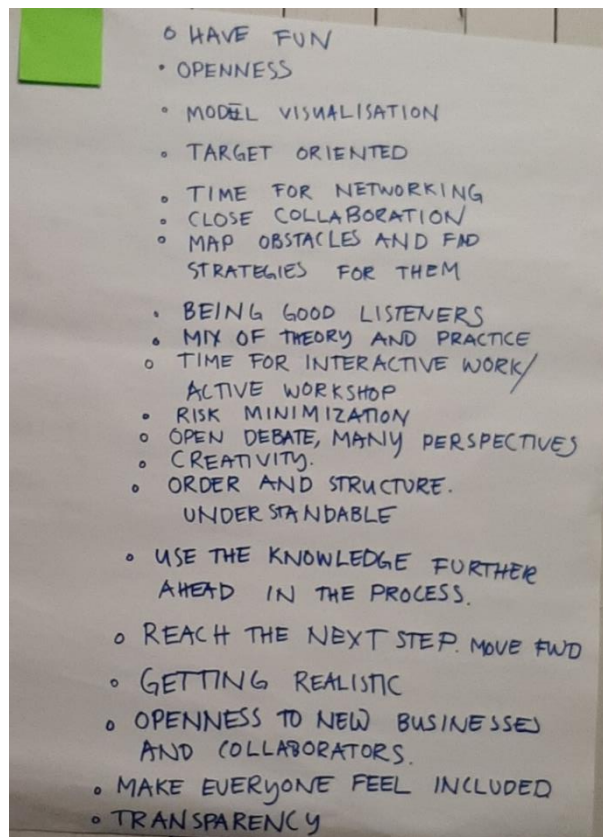 o HAVE FUN
• OPENNESS
• MODEL VISUALISATION
• TARGET ORIENTED
• TIME FOR NETWORKING
• CLOSE COLLABORATION
• MAP OBSTACLES AND FND
STRATEGIES FOR THEM
• BEING GOOD LISTENERS
• MIX OF THEORY AND PRACTICE
o TIME FOR INTERACTIVE WORK/
ACTIVE WORKSHOP
• RISK MINIMIZATION
o OPEN DEBATE, MANY PERSPECTIVES
• CREATIVITY.
• ORDER AND STRUCTURE.
UNDERSTANDABLE
• USE THE KNOWLEDGE FURTHER
AHEAD IN THE PROCESS.
o REACH THE NEXT STEP. MOVE FWD
• GETTING REALISTIC
• OPENNESS TO NEW BUSINESSES
AND COLLABORATORS.
• MAKE EVERYONE FEEL INCLUDED
• TRANSPARENCY